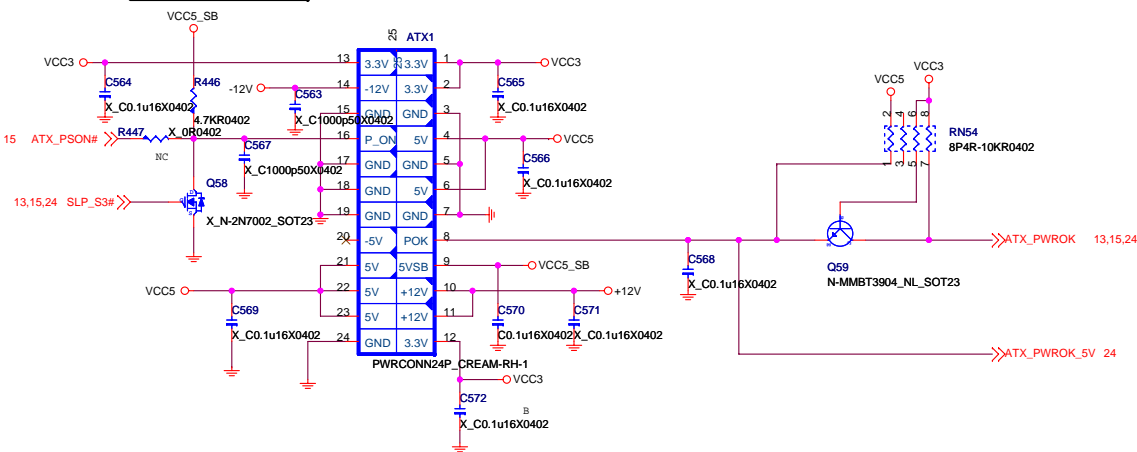 VCC5_SB
25
ATX1
VCC3
13
3.3V
25
3.3V
1
VCC3
C564
X_C0.1u16X0402
R446
4.7KR0402
-12V
14
-12V
3.3V
2
C565
X_C0.1u16X0402
C563
X_C1000p50X0402
15
GND
GND
3
15 ATX_PSON#
R447
X_0R0402
NC
16
P_ON
5V
4
VCC5
C567
X_C1000p50X0402
17
GND
GND
5
C566
X_C0.1u16X0402
18
GND
5V
6
13,15,24 SLP_S3#
Q58
X_N-2N7002_SOT23
19
GND
GND
7
20
-5V
POK
8
21
5V
5VSB
9
VCC5_SB
VCC5
22
5V
+12V
10
+12V
C569
X_C0.1u16X0402
23
5V
+12V
11
C570
C0.1u16X0402
C571
X_C0.1u16X0402
24
GND
3.3V
12
PWRCONN24P_CREAM-RH-1
VCC3
C572
X_C0.1u16X0402
B
C568
X_C0.1u16X0402
VCC5
VCC3
2
4
6
8
RN54
8P4R-10KR0402
1
3
5
7
Q59
N-MMBT3904_NL_SOT23
ATX_PWROK 13,15,24
ATX_PWROK_5V 24